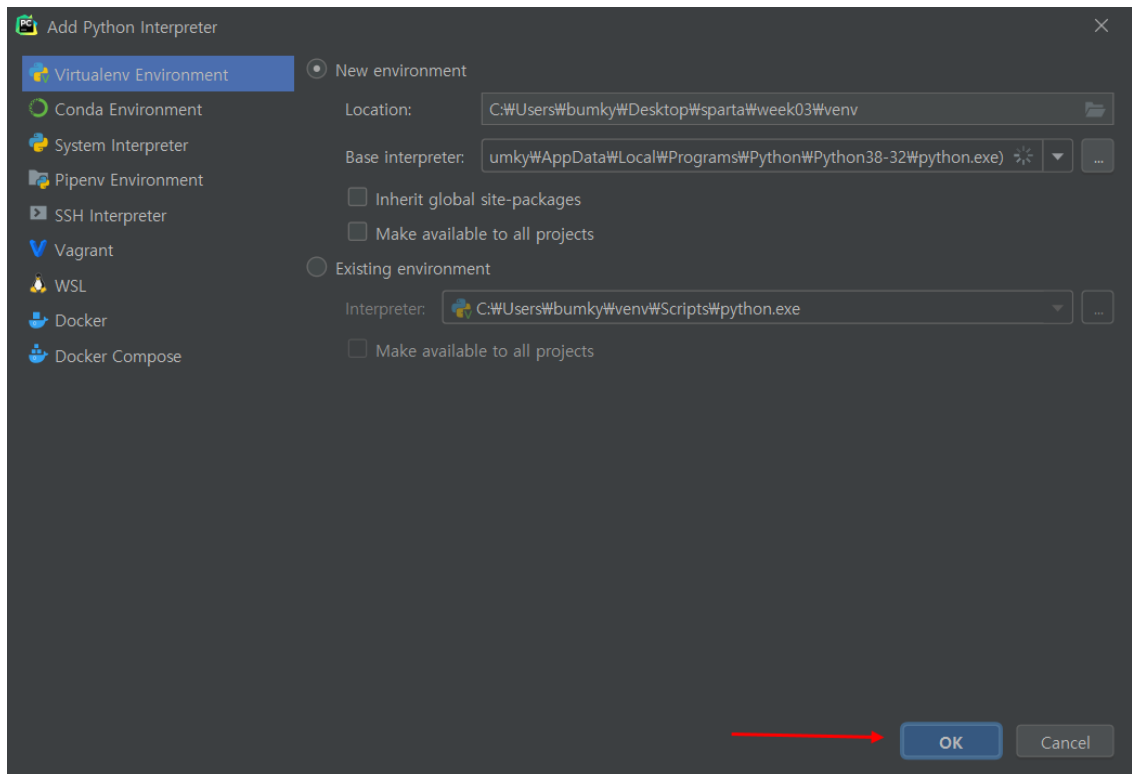 Add Python Interpreter
Virtualenv Environment
Conda Environment
System Interpreter
Pipenv Environment
SSH Interpreter
Vagrant
WSL
Docker
Docker Compose
New environment
Location: C:₩Users₩bumky₩Desktop₩sparta₩week03₩venv
Base interpreter: umky₩AppData₩Local₩Programs₩Python₩Python38-32₩python.exe) ...
Inherit global site-packages
Make available to all projects
Existing environment
Interpreter: C:₩Users₩bumky₩venv₩Scripts₩python.exe ...
Make available to all projects
OK Cancel